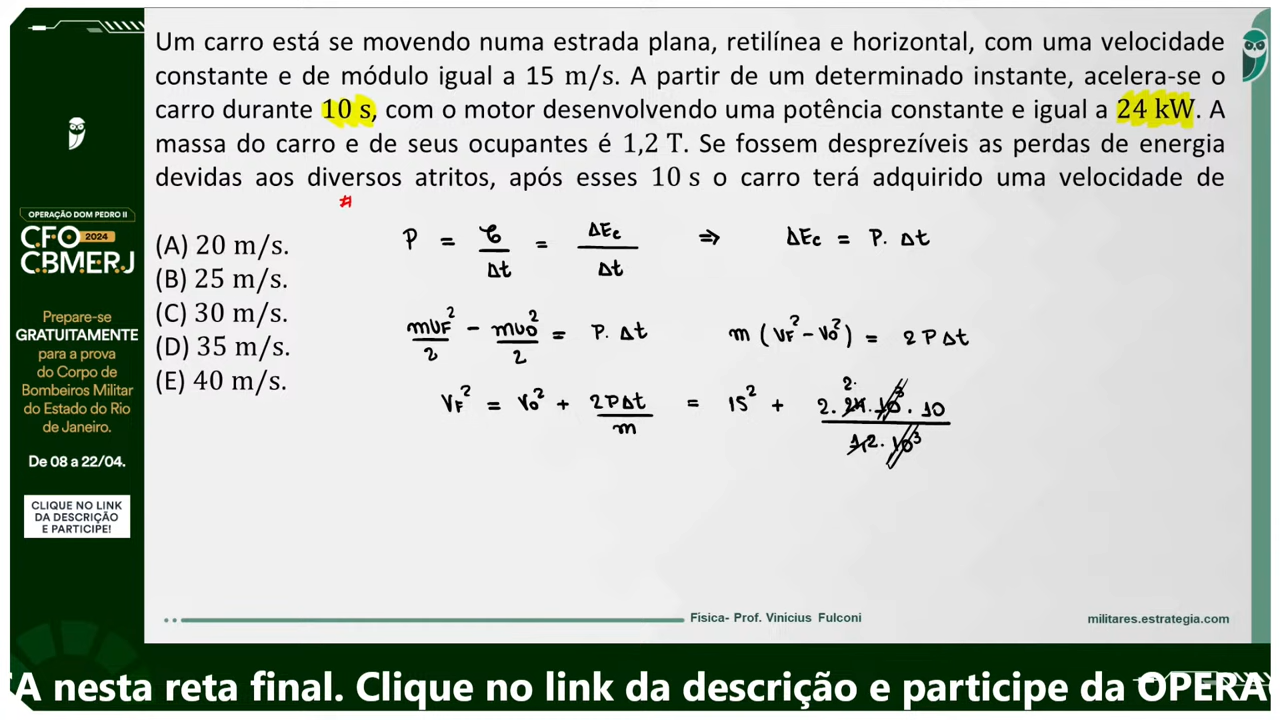 Um carro está se movendo numa estrada plana, retilínea e horizontal, com uma velocidade
constante e de módulo igual a 15 m/s. A partir de um determinado instante, acelera-se o
carro durante 10 s, com o motor desenvolvendo uma potência constante e igual a 24 kW. A
massa do carro e de seus ocupantes é 1,2 T. Se fossem desprezíveis as perdas de energia
devidas aos diversos atritos, após esses 10 s o carro terá adquirido uma velocidade de
(A) 20 m/s.
(B) 25 m/s.
(C) 30 m/s.
(D) 35 m/s.
(E) 40 m/s.
P = τ/Δt = ΔEc/Δt ⇒ ΔEc = P. Δt
mVF²/2 - mV0²/2 = P. Δt m (VF² - V0²) = 2PΔt
VF² = V0² + 2PΔt/m = 15² + 2. 24. 10³. 10 / 1,2. 10³
2.
OPERAÇÃO DOM PEDRO II
CFO 2024
CBMERJ
Prepare-se
GRATUITAMENTE
para a prova
do Corpo de
Bombeiros Militar
do Estado do Rio
de Janeiro.
De 08 a 22/04.
CLIQUE NO LINK
DA DESCRIÇÃO
E PARTICIPE!
Física- Prof. Vinícius Fulconi
militares.estrategia.com
TA nesta reta final. Clique no link da descrição e participe da OPERA